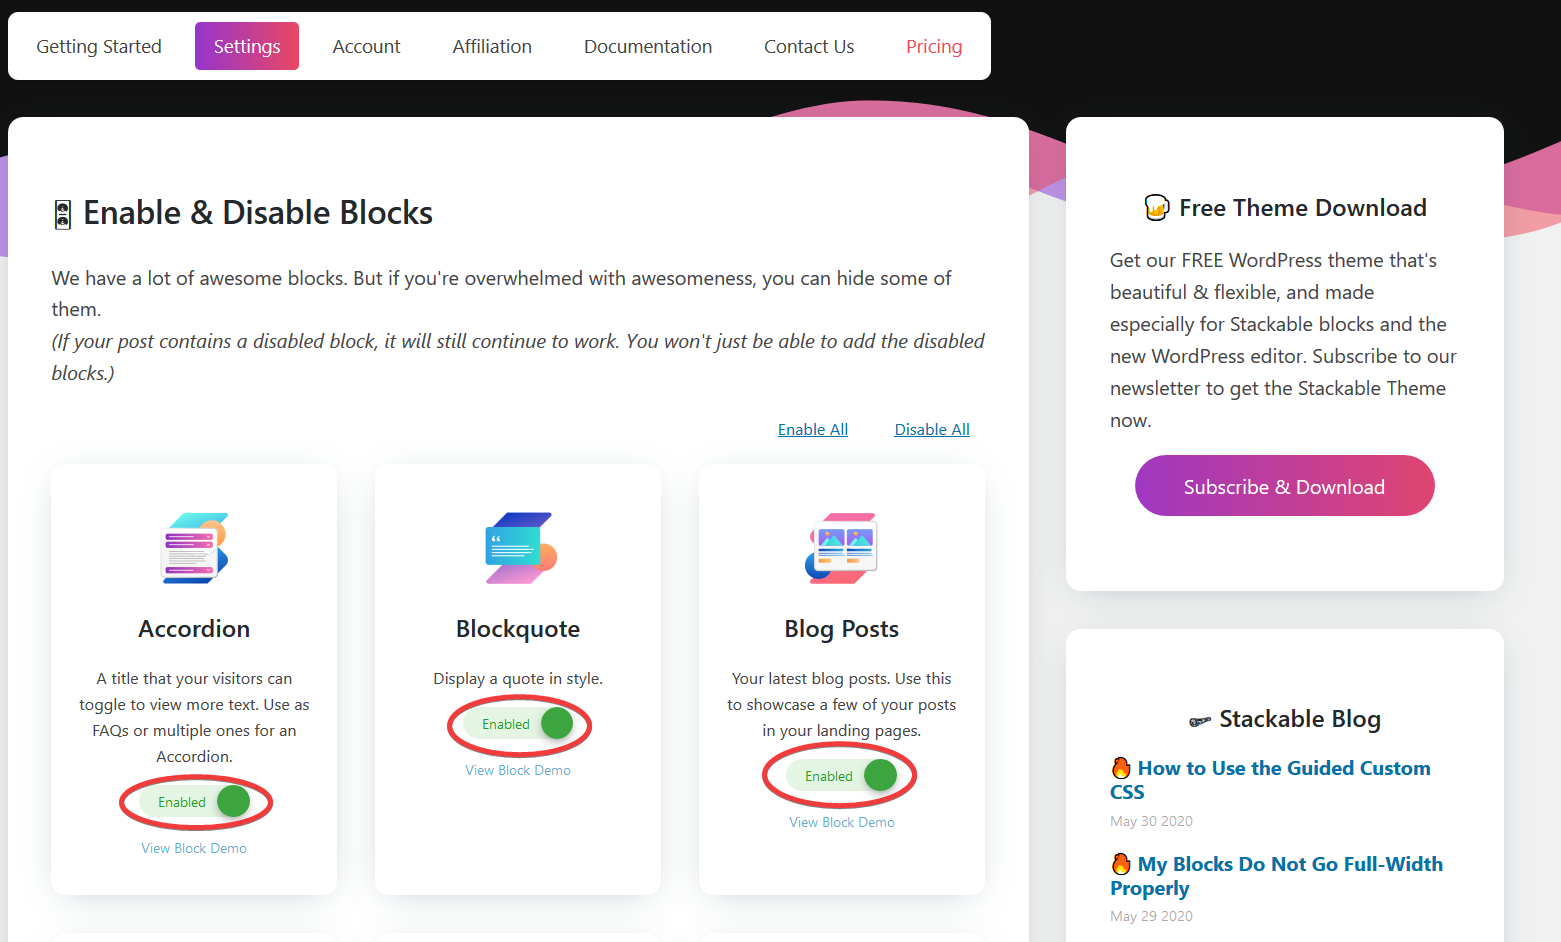 Getting Started
Settings
Account
Affiliation
Documentation
Contact Us
Pricing
Enable & Disable Blocks
We have a lot of awesome blocks. But if you're overwhelmed with awesomeness, you can hide some of
them.
(If your post contains a disabled block, it will still continue to work. You won't just be able to add the disabled
blocks.)
Enable All
Disable All
Accordion
A title that your visitors can
toggle to view more text. Use as
FAQs or multiple ones for an
Accordion.
Enabled
View Block Demo
Blockquote
Display a quote in style.
Enabled
View Block Demo
Blog Posts
Your latest blog posts. Use this
to showcase a few of your posts
in your landing pages.
Enabled
View Block Demo
Free Theme Download
Get our FREE WordPress theme that's
beautiful & flexible, and made
especially for Stackable blocks and the
new WordPress editor. Subscribe to our
newsletter to get the Stackable Theme
now.
Subscribe & Download
Stackable Blog
How to Use the Guided Custom
CSS
May 30 2020
My Blocks Do Not Go Full-Width
Properly
May 29 2020